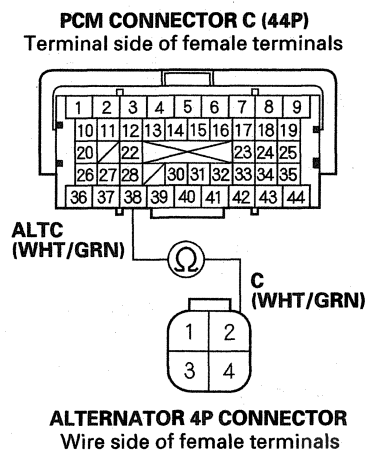 PCM CONNECTOR C (44P)
Terminal side of female terminals
1 2 3 4 5 6 7 8 9
10 11 12 13 14 15 16 17 18 19
20 22 23 24 25
26 27 28 30 31 32 33 34 35
36 37 38 39 40 41 42 43 44
ALTC
(WHT/GRN)
Ω
C
(WHT/GRN)
1 2
3 4
ALTERNATOR 4P CONNECTOR
Wire side of female terminals